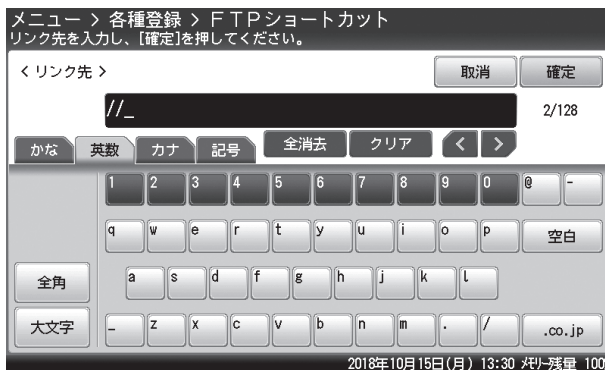 メニュー > 各種登録 > FTPショートカット
リンク先を入力し、[確定]を押してください。
<リンク先>
取消
確定
//_
2/128
かな
英数
カナ
記号
全消去
クリア
<
>
1 2 3 4 5 6 7 8 9 0 @ -
q w e r t y u i o p 空白
全角
a s d f g h j k l
大文字
_ z x c v b n m . / .co.jp
2018年10月15日(月) 13:30 メモリー残量 100